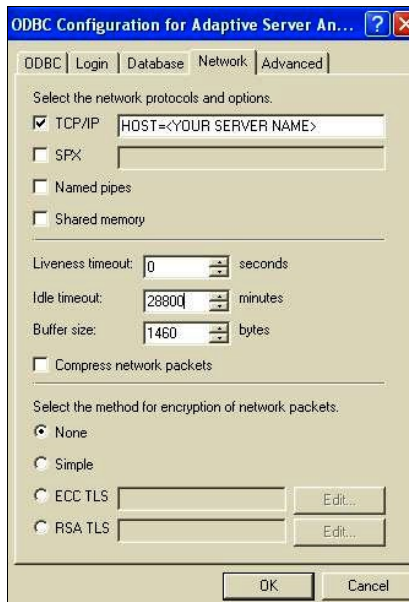 ODBC Configuration for Adaptive Server An...
ODBC Login Database Network Advanced
Select the network protocols and options.
TCP/IP HOST=<YOUR SERVER NAME>
SPX
Named pipes
Shared memory
Liveness timeout: 0 seconds
Idle timeout: 28800 minutes
Buffer size: 1460 bytes
Compress network packets
Select the method for encryption of network packets.
None
Simple
ECC TLS Edit...
RSA TLS Edit...
OK Cancel